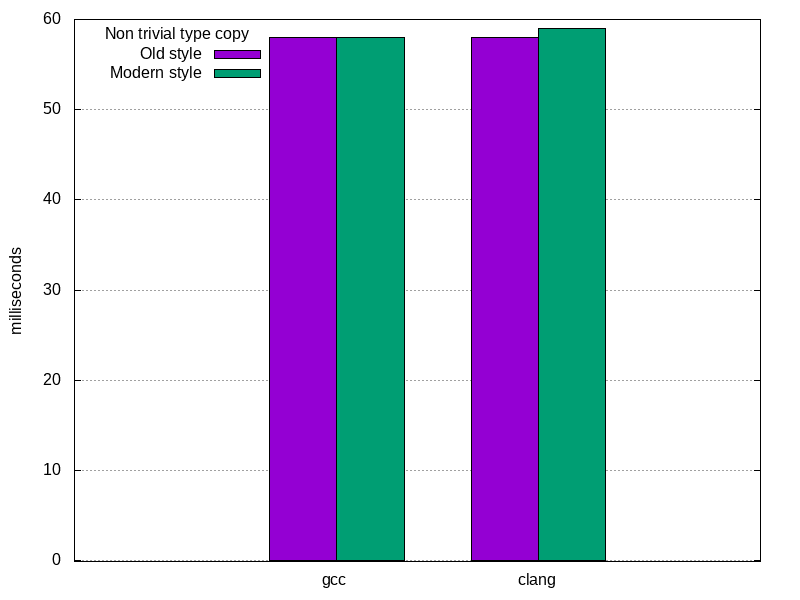 Non trivial type copy
Old style
Modern style
60
50
40
30
20
10
0
milliseconds
gcc
clang